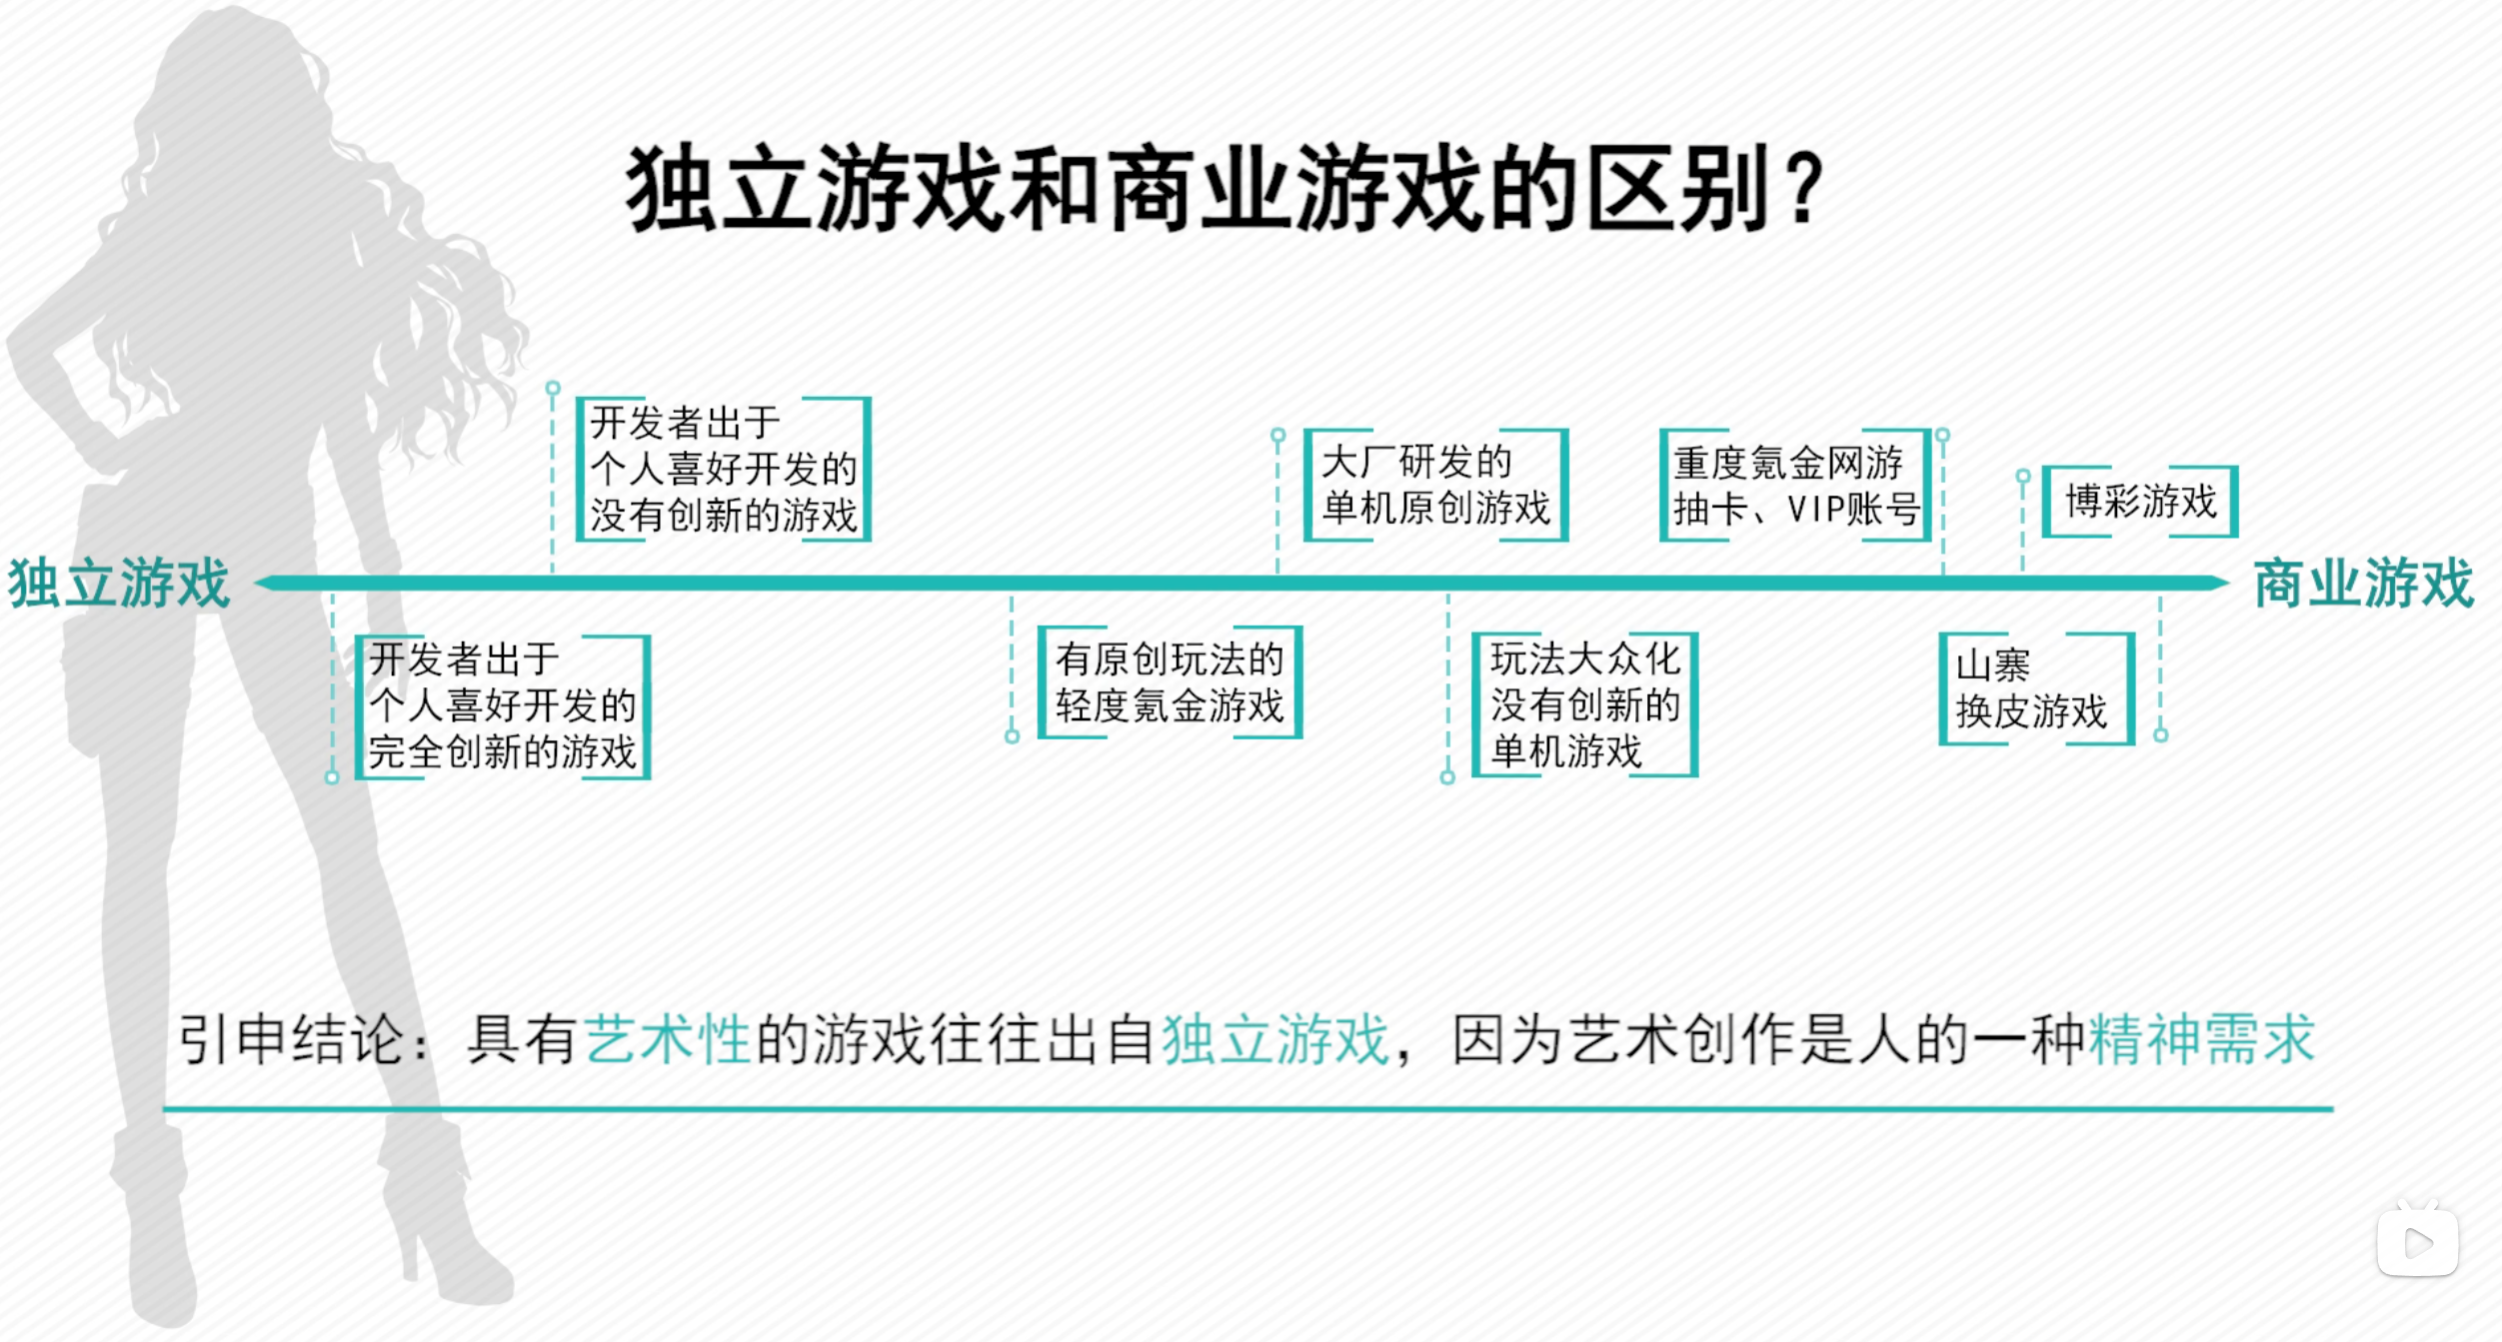 独立游戏和商业游戏的区别？
开发者出于
个人喜好开发的
没有创新的游戏
大厂研发的
单机原创游戏
重度氪金网游
抽卡、VIP账号
博彩游戏
独立游戏
商业游戏
开发者出于
个人喜好开发的
完全创新的游戏
有原创玩法的
轻度氪金游戏
玩法大众化
没有创新的
单机游戏
山寨
换皮游戏
引申结论：具有艺术性的游戏往往出自独立游戏，因为艺术创作是人的一种精神需求